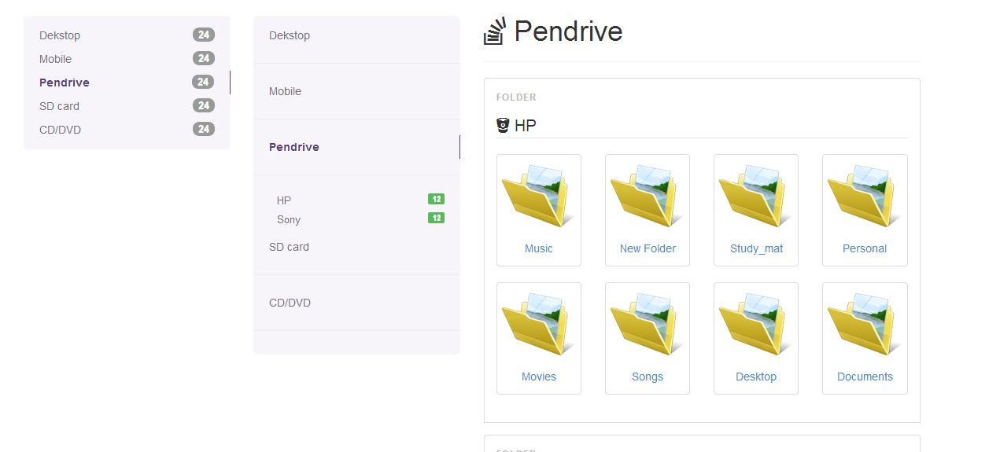 Dekstop 24
Mobile 24
Pendrive 24
SD card 24
CD/DVD 24
Dekstop
Mobile
Pendrive
HP 12
Sony 12
SD card
CD/DVD
Pendrive
FOLDER
HP
Music New Folder Study_mat Personal
Movies Songs Desktop Documents